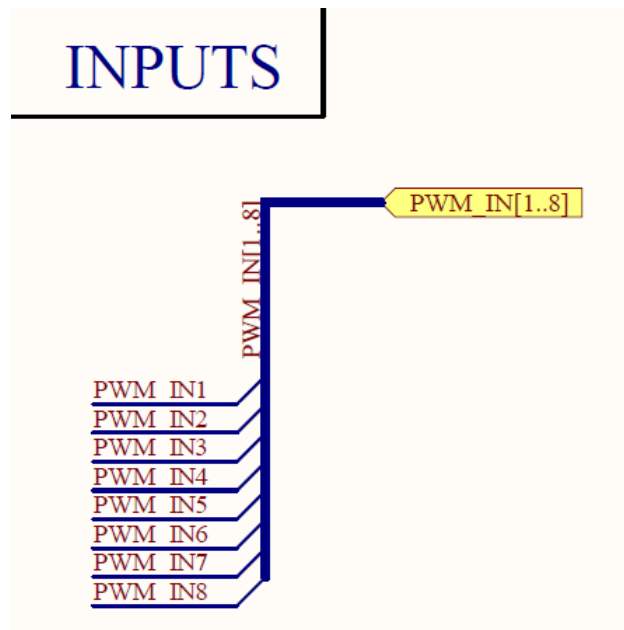 INPUTS
PWM_IN[1..8]
PWM_IN[1..8]
PWM_IN1
PWM_IN2
PWM_IN3
PWM_IN4
PWM_IN5
PWM_IN6
PWM_IN7
PWM_IN8